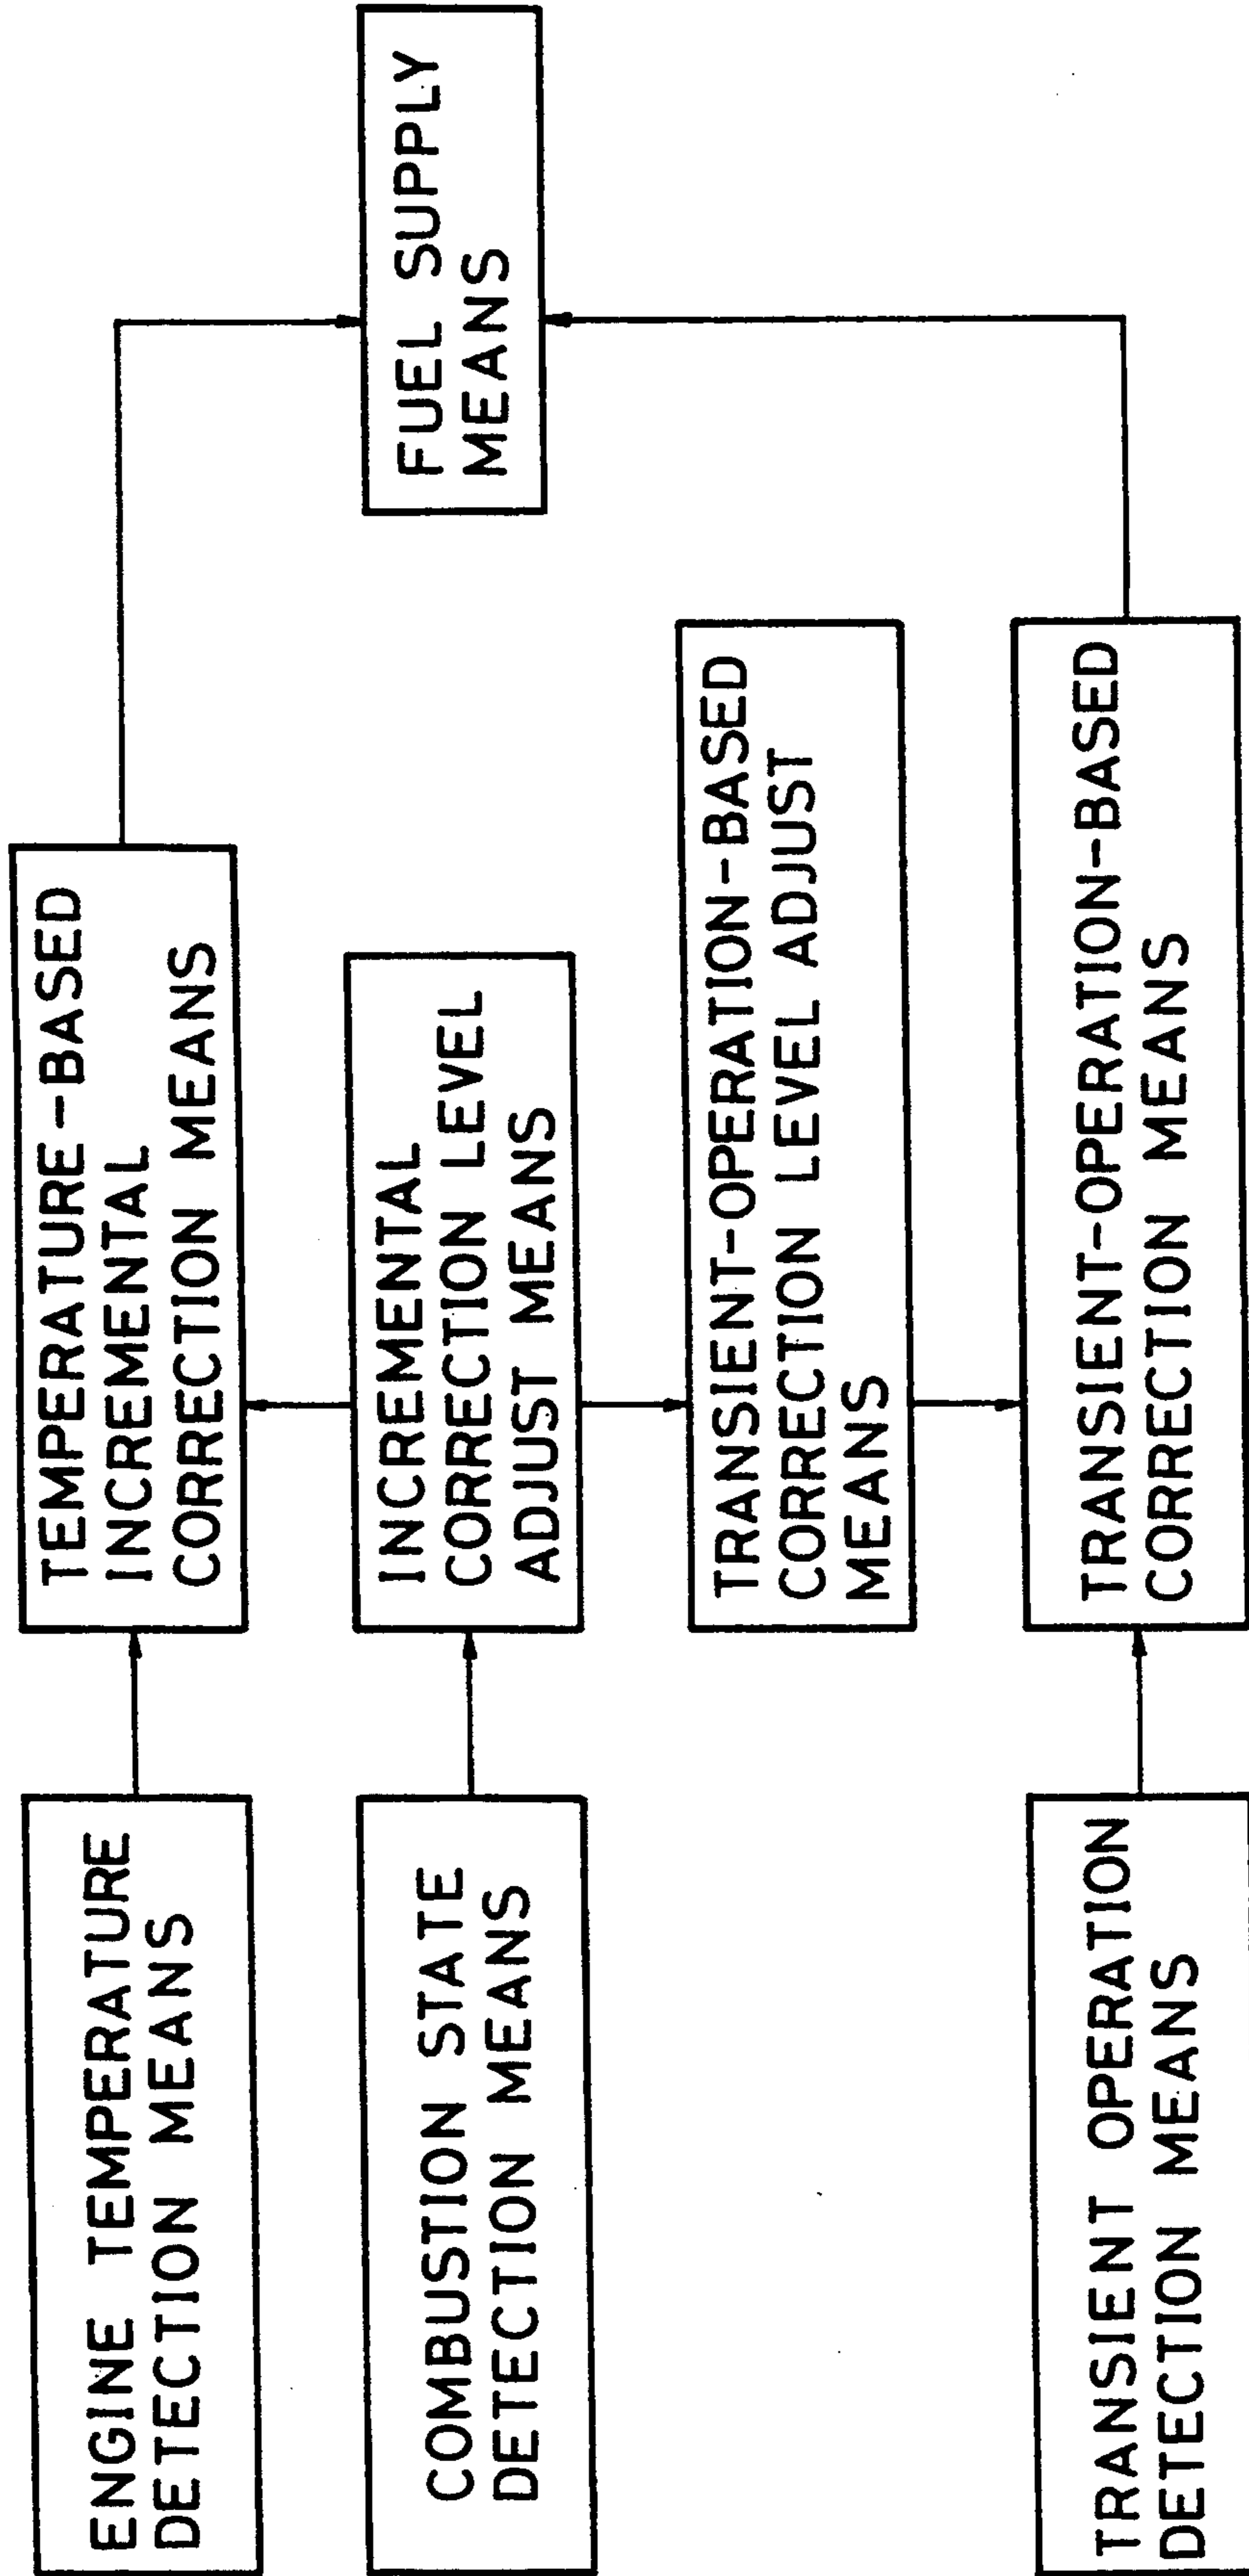 ENGINE TEMPERATURE
DETECTION MEANS
TEMPERATURE-BASED
INCREMENTAL
CORRECTION MEANS
COMBUSTION STATE
DETECTION MEANS
INCREMENTAL
CORRECTION LEVEL
ADJUST MEANS
FUEL SUPPLY
MEANS
TRANSIENT-OPERATION-BASED
CORRECTION LEVEL ADJUST
MEANS
TRANSIENT OPERATION
DETECTION MEANS
TRANSIENT-OPERATION-BASED
CORRECTION MEANS